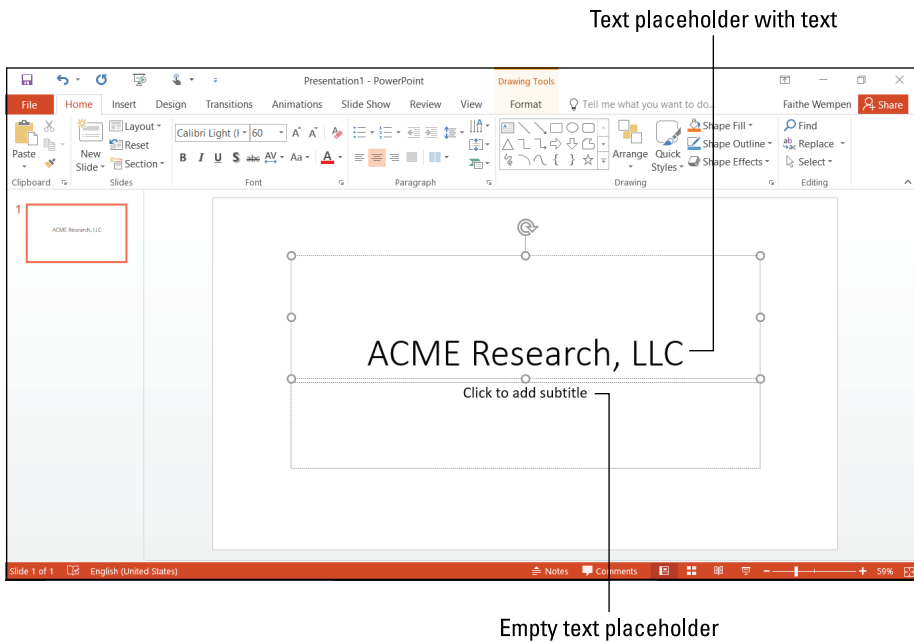 Text placeholder with text
Presentation1 - PowerPoint
Drawing Tools
File Home Insert Design Transitions Animations Slide Show Review View Format Tell me what you want to do... Faithe Wempen Share
Paste
New Slide
Layout
Reset
Section
Calibri Light (H 60 A A
B I U S abc AV Aa A
Arrange
Quick Styles
Shape Fill
Shape Outline
Shape Effects
Find
Replace
Select
Clipboard Slides Font Paragraph Drawing Editing
1
ACME Research, LLC
ACME Research, LLC
Click to add subtitle
Slide 1 of 1 English (United States) Notes Comments 59%
Empty text placeholder